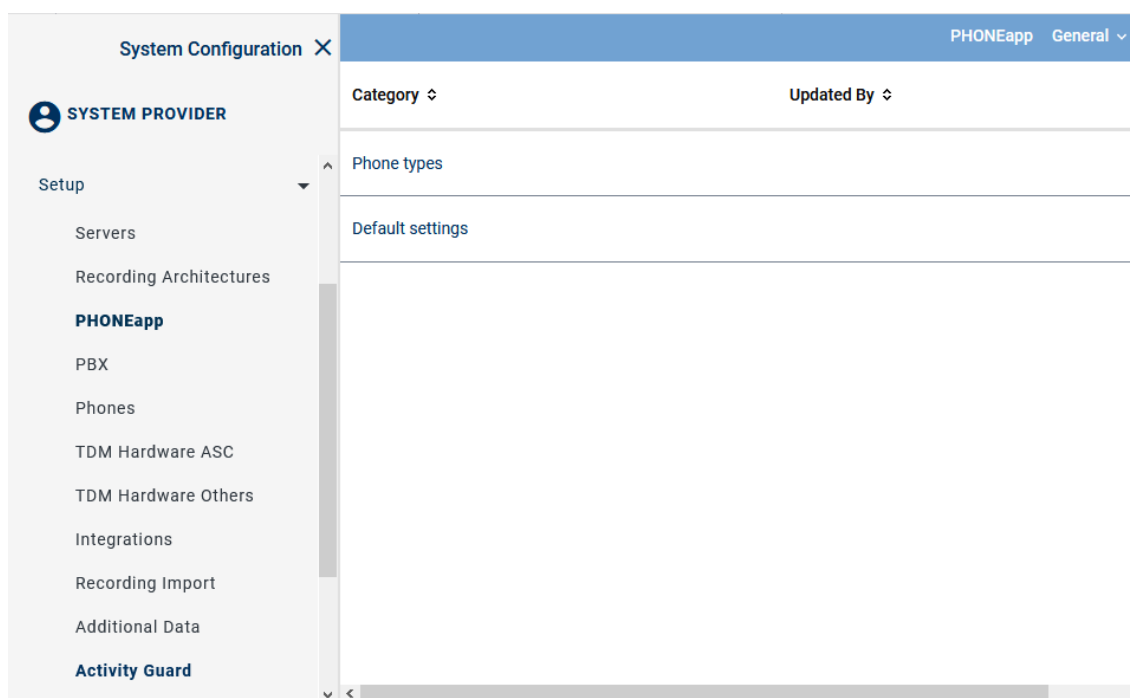 System Configuration
PHONEapp General
SYSTEM PROVIDER
Category Updated By
Setup
Phone types
Servers
Default settings
Recording Architectures
PHONEapp
PBX
Phones
TDM Hardware ASC
TDM Hardware Others
Integrations
Recording Import
Additional Data
Activity Guard